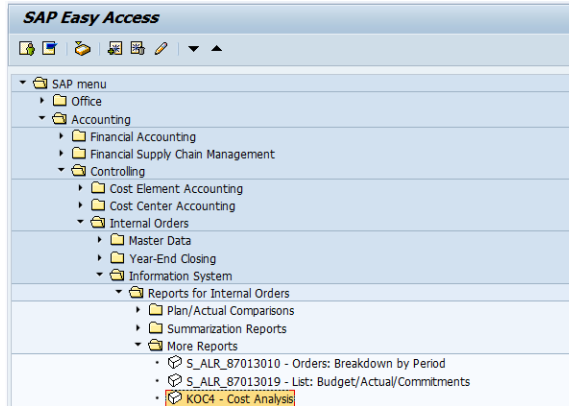 SAP Easy Access
SAP menu
Office
Accounting
Financial Accounting
Financial Supply Chain Management
Controlling
Cost Element Accounting
Cost Center Accounting
Internal Orders
Master Data
Year-End Closing
Information System
Reports for Internal Orders
Plan/Actual Comparisons
Summarization Reports
More Reports
S_ALR_87013010 - Orders: Breakdown by Period
S_ALR_87013019 - List: Budget/Actual/Commitments
KOC4 - Cost Analysis